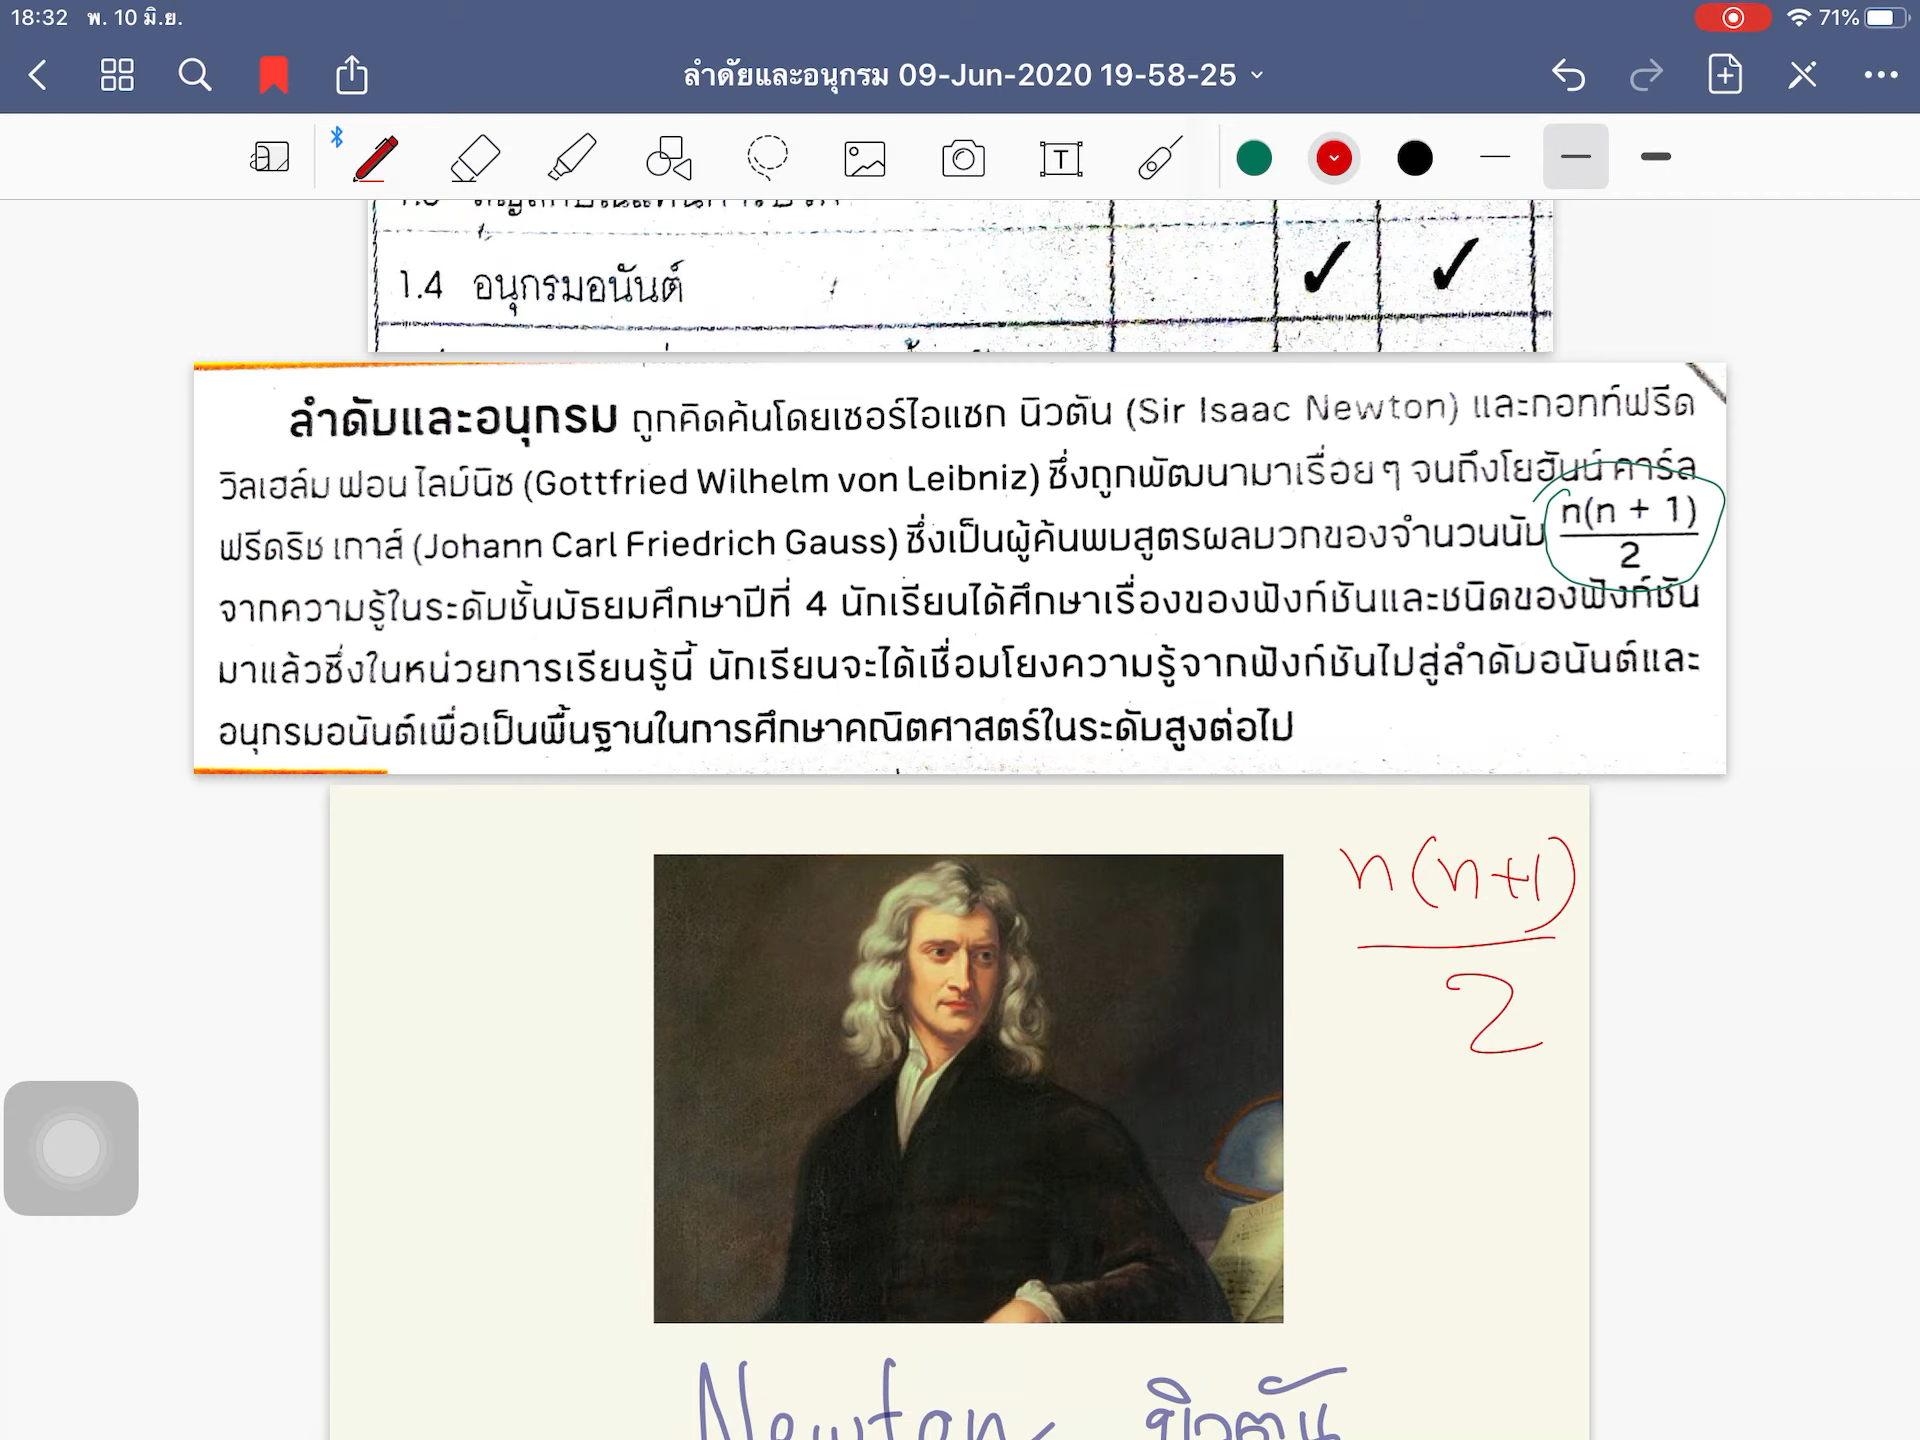 18:32 พ. 10 มิ.ย.
71%
ลำดัยและอนุกรม 09-Jun-2020 19-58-25
1.4 อนุกรมอนันต์
ลำดับและอนุกรม ถูกคิดค้นโดยเซอร์ไอแซก นิวตัน (Sir Isaac Newton) และกอทท์ฟรีด
วิลเฮล์ม ฟอน ไลบ์นิซ (Gottfried Wilhelm von Leibniz) ซึ่งถูกพัฒนามาเรื่อยๆ จนถึงโยฮันน์ คาร์ล
ฟรีดริช เกาส์ (Johann Carl Friedrich Gauss) ซึ่งเป็นผู้ค้นพบสูตรผลบวกของจำนวนนับ n(n + 1)
2
จากความรู้ในระดับชั้นมัธยมศึกษาปีที่ 4 นักเรียนได้ศึกษาเรื่องของฟังก์ชันและชนิดของฟังก์ชัน
มาแล้วซึ่งในหน่วยการเรียนรู้นี้ นักเรียนจะได้เชื่อมโยงความรู้จากฟังก์ชันไปสู่ลำดับอนันต์และ
อนุกรมอนันต์เพื่อเป็นพื้นฐานในการศึกษาคณิตศาสตร์ในระดับสูงต่อไป
n(n+1)
2
Newton นิวตัน